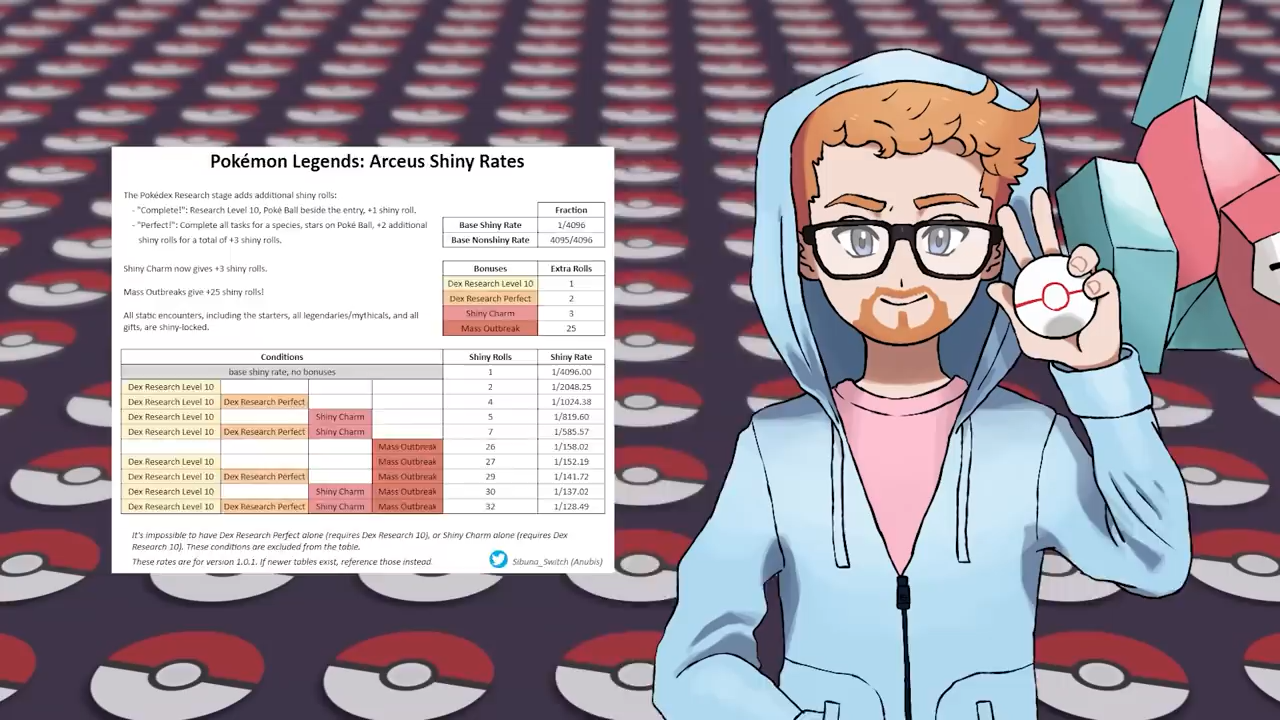 Pokémon Legends: Arceus Shiny Rates
The Pokédex Research stage adds additional shiny rolls:
- "Complete!": Research Level 10, Poké Ball beside the entry, +1 shiny roll.
- "Perfect!": Complete all tasks for a species, stars on Poké Ball, +2 additional
shiny rolls for a total of +3 shiny rolls.
Shiny Charm now gives +3 shiny rolls.
Mass Outbreaks give +25 shiny rolls!
All static encounters, including the starters, all legendaries/mythicals, and all
gifts, are shiny-locked.
Fraction
Base Shiny Rate 1/4096
Base Nonshiny Rate 4095/4096
Bonuses Extra Rolls
Dex Research Level 10 1
Dex Research Perfect 2
Shiny Charm 3
Mass Outbreak 25
Conditions Shiny Rolls Shiny Rate
base shiny rate, no bonuses 1 1/4096.00
Dex Research Level 10 2 1/2048.25
Dex Research Level 10 Dex Research Perfect 4 1/1024.38
Dex Research Level 10 Shiny Charm 5 1/819.60
Dex Research Level 10 Dex Research Perfect Shiny Charm 7 1/585.57
Mass Outbreak 26 1/158.02
Dex Research Level 10 Mass Outbreak 27 1/152.19
Dex Research Level 10 Dex Research Perfect Mass Outbreak 29 1/141.72
Dex Research Level 10 Shiny Charm Mass Outbreak 30 1/137.02
Dex Research Level 10 Dex Research Perfect Shiny Charm Mass Outbreak 32 1/128.49
It's impossible to have Dex Research Perfect alone (requires Dex Research 10), or Shiny Charm alone (requires Dex
Research 10). These conditions are excluded from the table.
These rates are for version 1.0.1. If newer tables exist, reference those instead
Sibuna_Switch (Anubis)